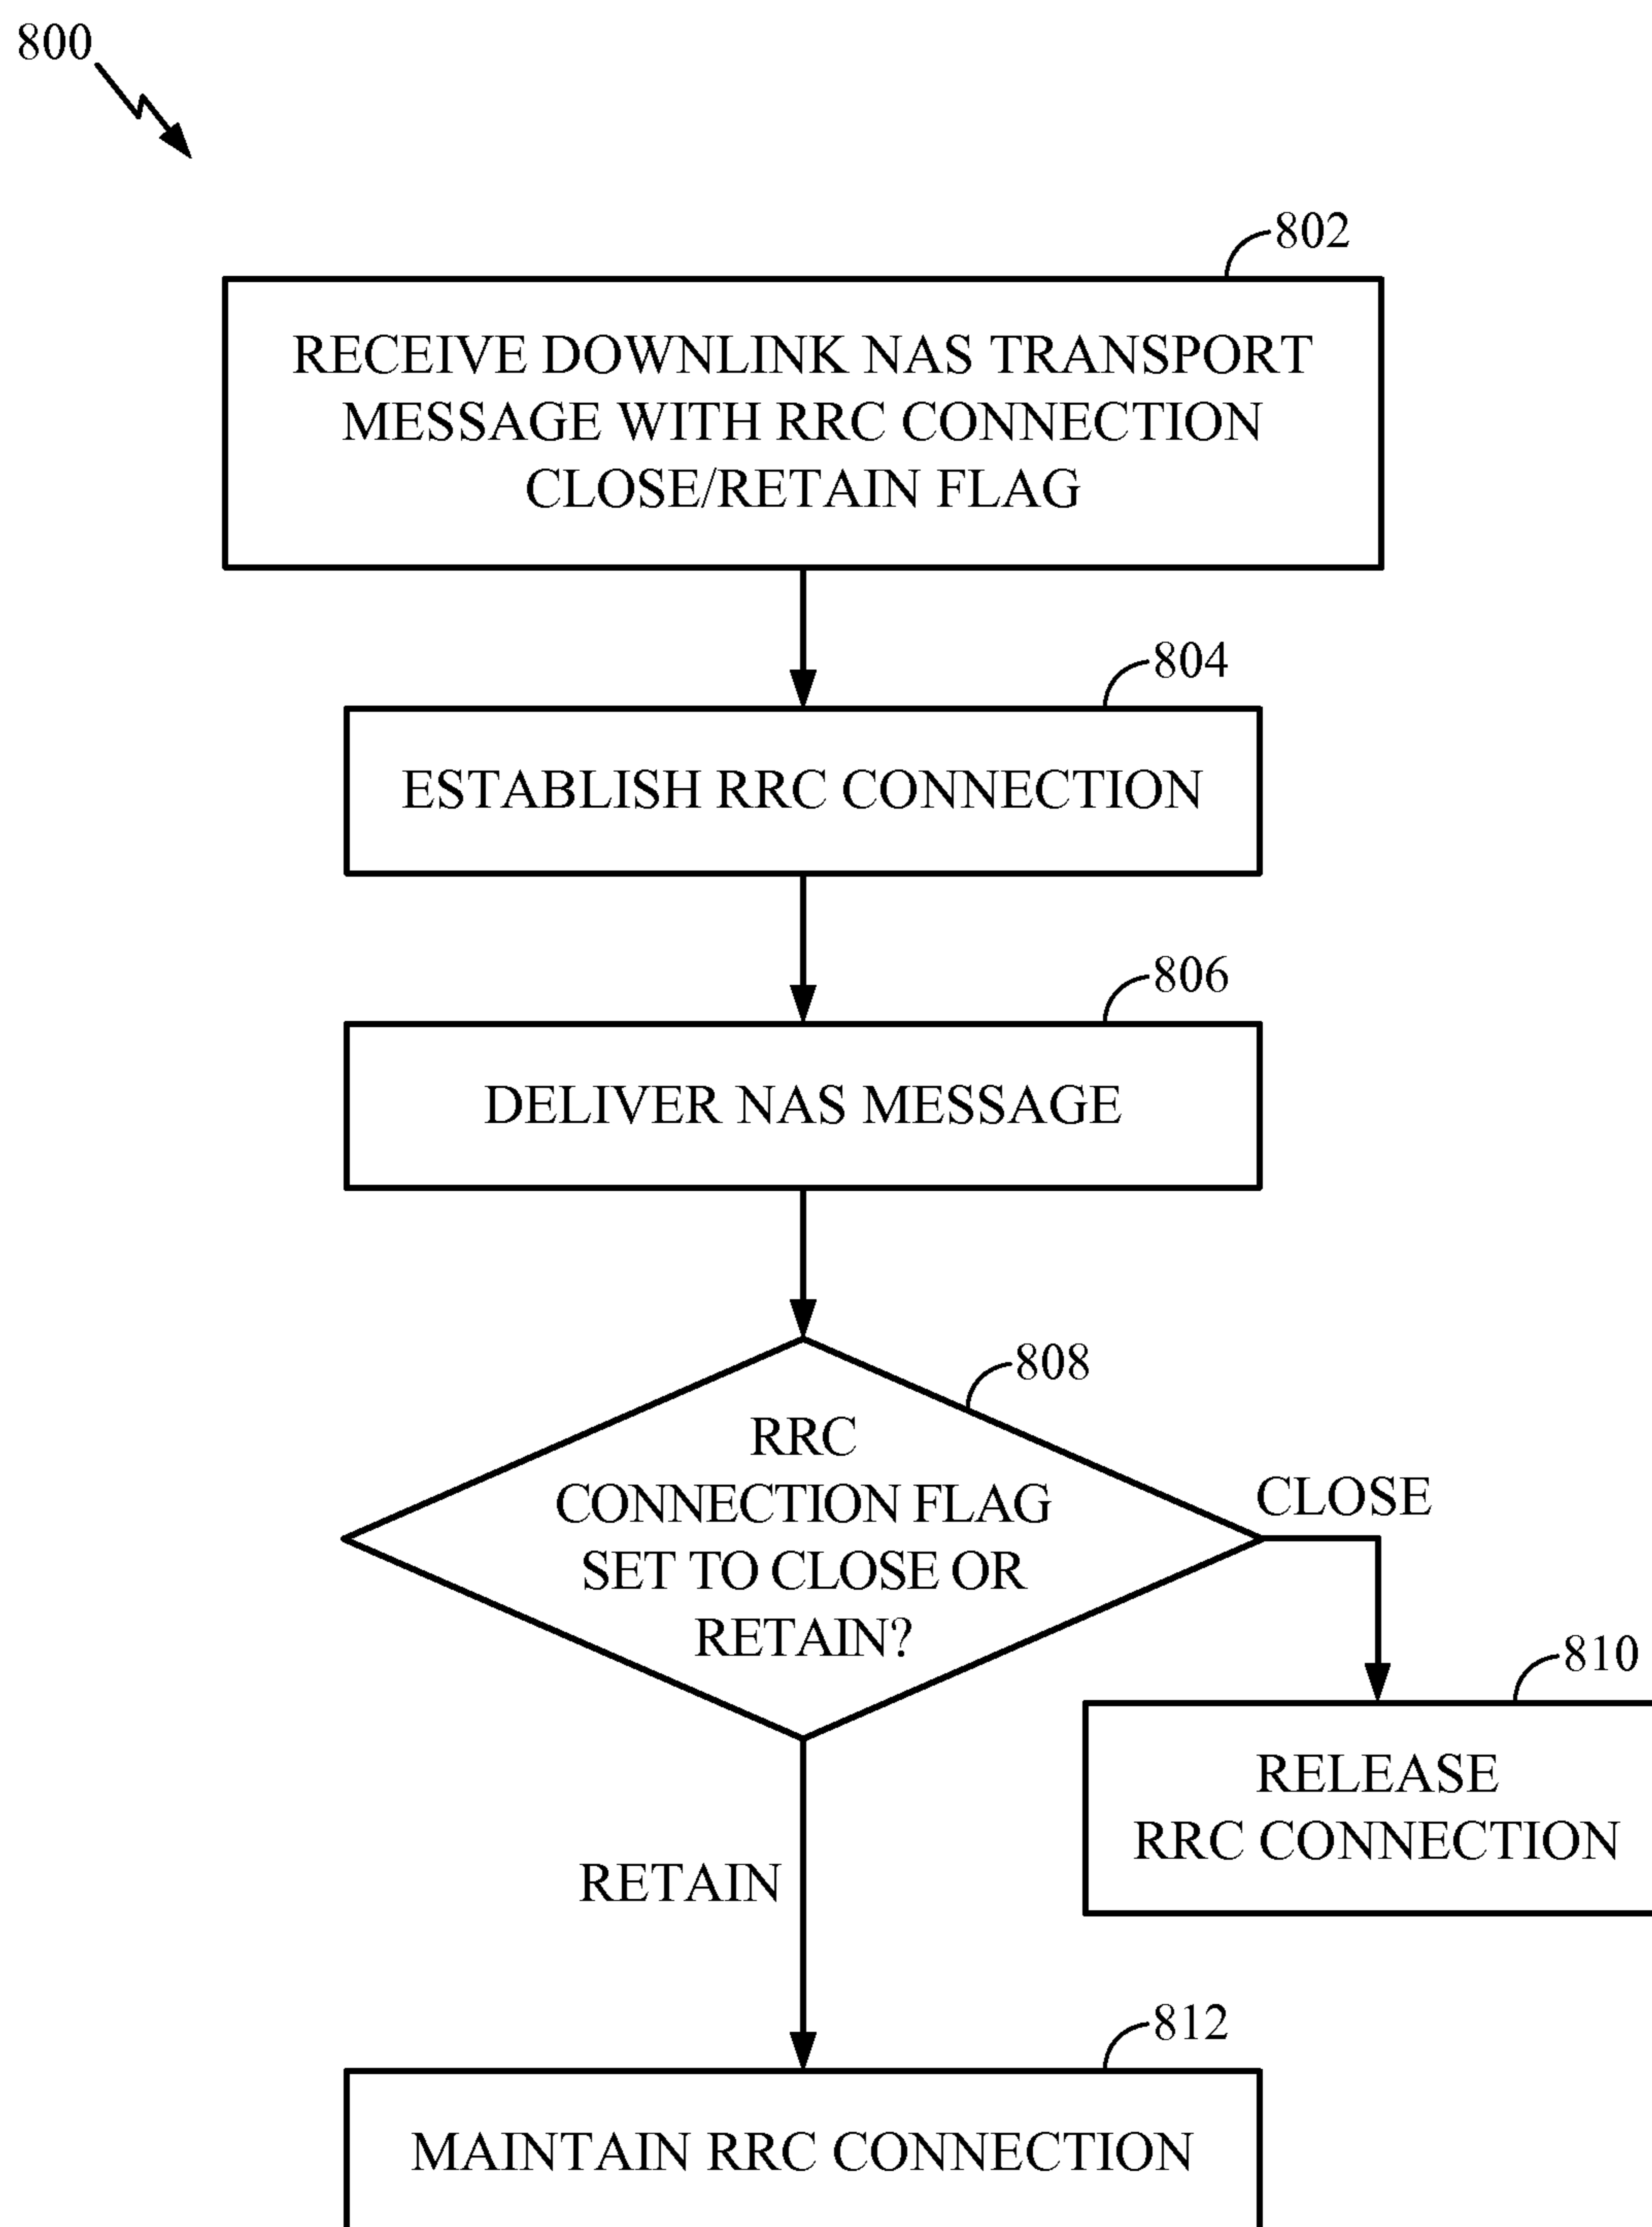 800
802
RECEIVE DOWNLINK NAS TRANSPORT
MESSAGE WITH RRC CONNECTION
CLOSE/RETAIN FLAG
804
ESTABLISH RRC CONNECTION
806
DELIVER NAS MESSAGE
808
RRC
CONNECTION FLAG
SET TO CLOSE OR
RETAIN?
CLOSE
810
RELEASE
RRC CONNECTION
RETAIN
812
MAINTAIN RRC CONNECTION